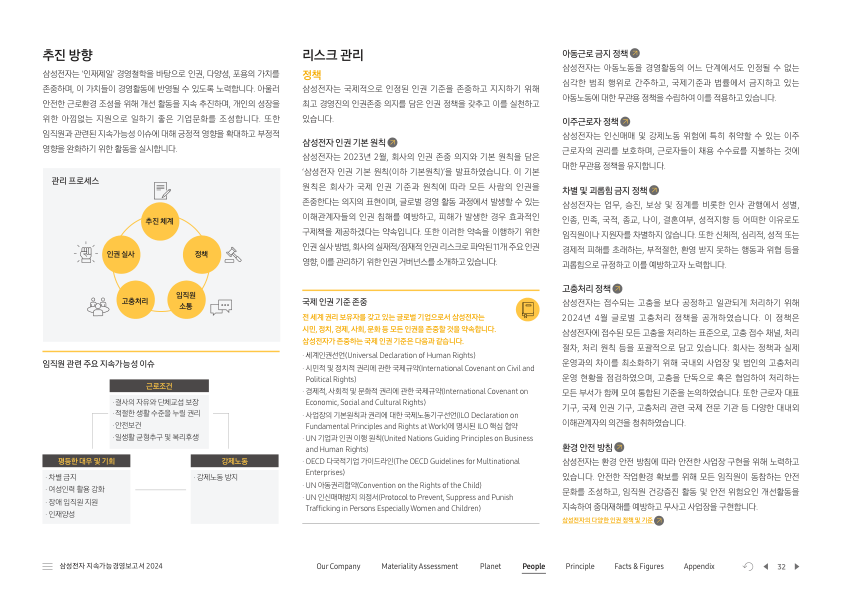 추진 방향
삼성전자는 '인재제일' 경영철학을 바탕으로 인권, 다양성, 포용의 가치를
존중하며, 이 가치들이 경영활동에 반영될 수 있도록 노력합니다. 아울러
안전한 근로환경 조성을 위해 개선 활동을 지속 추진하며, 개인의 성장을
위한 아낌없는 지원으로 일하기 좋은 기업문화를 조성합니다. 또한
임직원과 관련된 지속가능성 이슈에 대해 긍정적 영향을 확대하고 부정적
영향을 완화하기 위한 활동을 실시합니다.
관리 프로세스
추진 체계
인권 실사
정책
고충처리
임직원
소통
임직원 관련 주요 지속가능성 이슈
근로조건
· 결사의 자유와 단체교섭 보장
· 적절한 생활 수준을 누릴 권리
· 안전보건
· 일생활 균형추구 및 복리후생
평등한 대우 및 기회
· 차별 금지
· 여성인력 활용 강화
· 장애 임직원 지원
· 인재양성
강제노동
· 강제노동 방지
리스크 관리
정책
삼성전자는 국제적으로 인정된 인권 기준을 존중하고 지지하기 위해
최고 경영진의 인권존중 의지를 담은 인권 정책을 갖추고 이를 실천하고
있습니다.
삼성전자 인권 기본 원칙
삼성전자는 2023년 2월, 회사의 인권 존중 의지와 기본 원칙을 담은
'삼성전자 인권 기본 원칙(이하 기본원칙)'을 발표하였습니다. 이 기본
원칙은 회사가 국제 인권 기준과 원칙에 따라 모든 사람의 인권을
존중한다는 의지의 표현이며, 글로벌 경영 활동 과정에서 발생할 수 있는
이해관계자들의 인권 침해를 예방하고, 피해가 발생한 경우 효과적인
구제책을 제공하겠다는 약속입니다. 또한 이러한 약속을 이행하기 위한
인권 실사 방법, 회사의 실재적/잠재적 인권 리스크로 파악된 11개 주요 인권
영향, 이를 관리하기 위한 인권 거버넌스를 소개하고 있습니다.
국제 인권 기준 존중
전 세계 권리 보유자를 갖고 있는 글로벌 기업으로서 삼성전자는
시민, 정치, 경제, 사회, 문화 등 모든 인권을 존중할 것을 약속합니다.
삼성전자가 존중하는 국제 인권 기준은 다음과 같습니다.
· 세계인권선언(Universal Declaration of Human Rights)
· 시민적 및 정치적 권리에 관한 국제규약(International Covenant on Civil and
Political Rights)
· 경제적, 사회적 및 문화적 권리에 관한 국제규약(International Covenant on
Economic, Social and Cultural Rights)
· 사업장의 기본원칙과 권리에 대한 국제노동기구선언(ILO Declaration on
Fundamental Principles and Rights at Work)에 명시된 ILO 핵심 협약
· UN 기업과 인권 이행 원칙(United Nations Guiding Principles on Business
and Human Rights)
· OECD 다국적기업 가이드라인(The OECD Guidelines for Multinational
Enterprises)
· UN 아동권리협약(Convention on the Rights of the Child)
· UN 인신매매방지 의정서(Protocol to Prevent, Suppress and Punish
Trafficking in Persons Especially Women and Children)
아동근로 금지 정책
삼성전자는 아동노동을 경영활동의 어느 단계에서도 인정될 수 없는
심각한 범죄 행위로 간주하고, 국제기준과 법률에서 금지하고 있는
아동노동에 대한 무관용 정책을 수립하여 이를 적용하고 있습니다.
이주근로자 정책
삼성전자는 인신매매 및 강제노동 위험에 특히 취약할 수 있는 이주
근로자의 권리를 보호하며, 근로자들이 채용 수수료를 지불하는 것에
대한 무관용 정책을 유지합니다.
차별 및 괴롭힘 금지 정책
삼성전자는 업무, 승진, 보상 및 징계를 비롯한 인사 관행에서 성별,
인종, 민족, 국적, 종교, 나이, 결혼여부, 성적지향 등 어떠한 이유로도
임직원이나 지원자를 차별하지 않습니다. 또한 신체적, 심리적, 성적 또는
경제적 피해를 초래하는, 부적절한, 환영 받지 못하는 행동과 위협 등을
괴롭힘으로 규정하고 이를 예방하고자 노력합니다.
고충처리 정책
삼성전자는 접수되는 고충을 보다 공정하고 일관되게 처리하기 위해
2024년 4월 글로벌 고충처리 정책을 공개하였습니다. 이 정책은
삼성전자에 접수된 모든 고충을 처리하는 표준으로, 고충 접수 채널, 처리
절차, 처리 원칙 등을 포괄적으로 담고 있습니다. 회사는 정책과 실제
운영과의 차이를 최소화하기 위해 국내외 사업장 및 법인의 고충처리
운영 현황을 점검하였으며, 고충을 단독으로 혹은 협업하여 처리하는
모든 부서가 함께 모여 통합된 기준을 논의하였습니다. 또한 근로자 대표
기구, 국제 인권 기구, 고충처리 관련 국제 전문 기관 등 다양한 대내외
이해관계자의 의견을 청취하였습니다.
환경 안전 방침
삼성전자는 환경 안전 방침에 따라 안전한 사업장 구현을 위해 노력하고
있습니다. 안전한 작업환경 확보를 위해 모든 임직원이 동참하는 안전
문화를 조성하고, 임직원 건강증진 활동 및 안전 위험요인 개선활동을
지속하여 중대재해를 예방하고 무사고 사업장을 구현합니다.
삼성전자의 다양한 인권 정책 및 기준
삼성전자 지속가능경영보고서 2024
Our Company Materiality Assessment Planet People Principle Facts & Figures Appendix 32